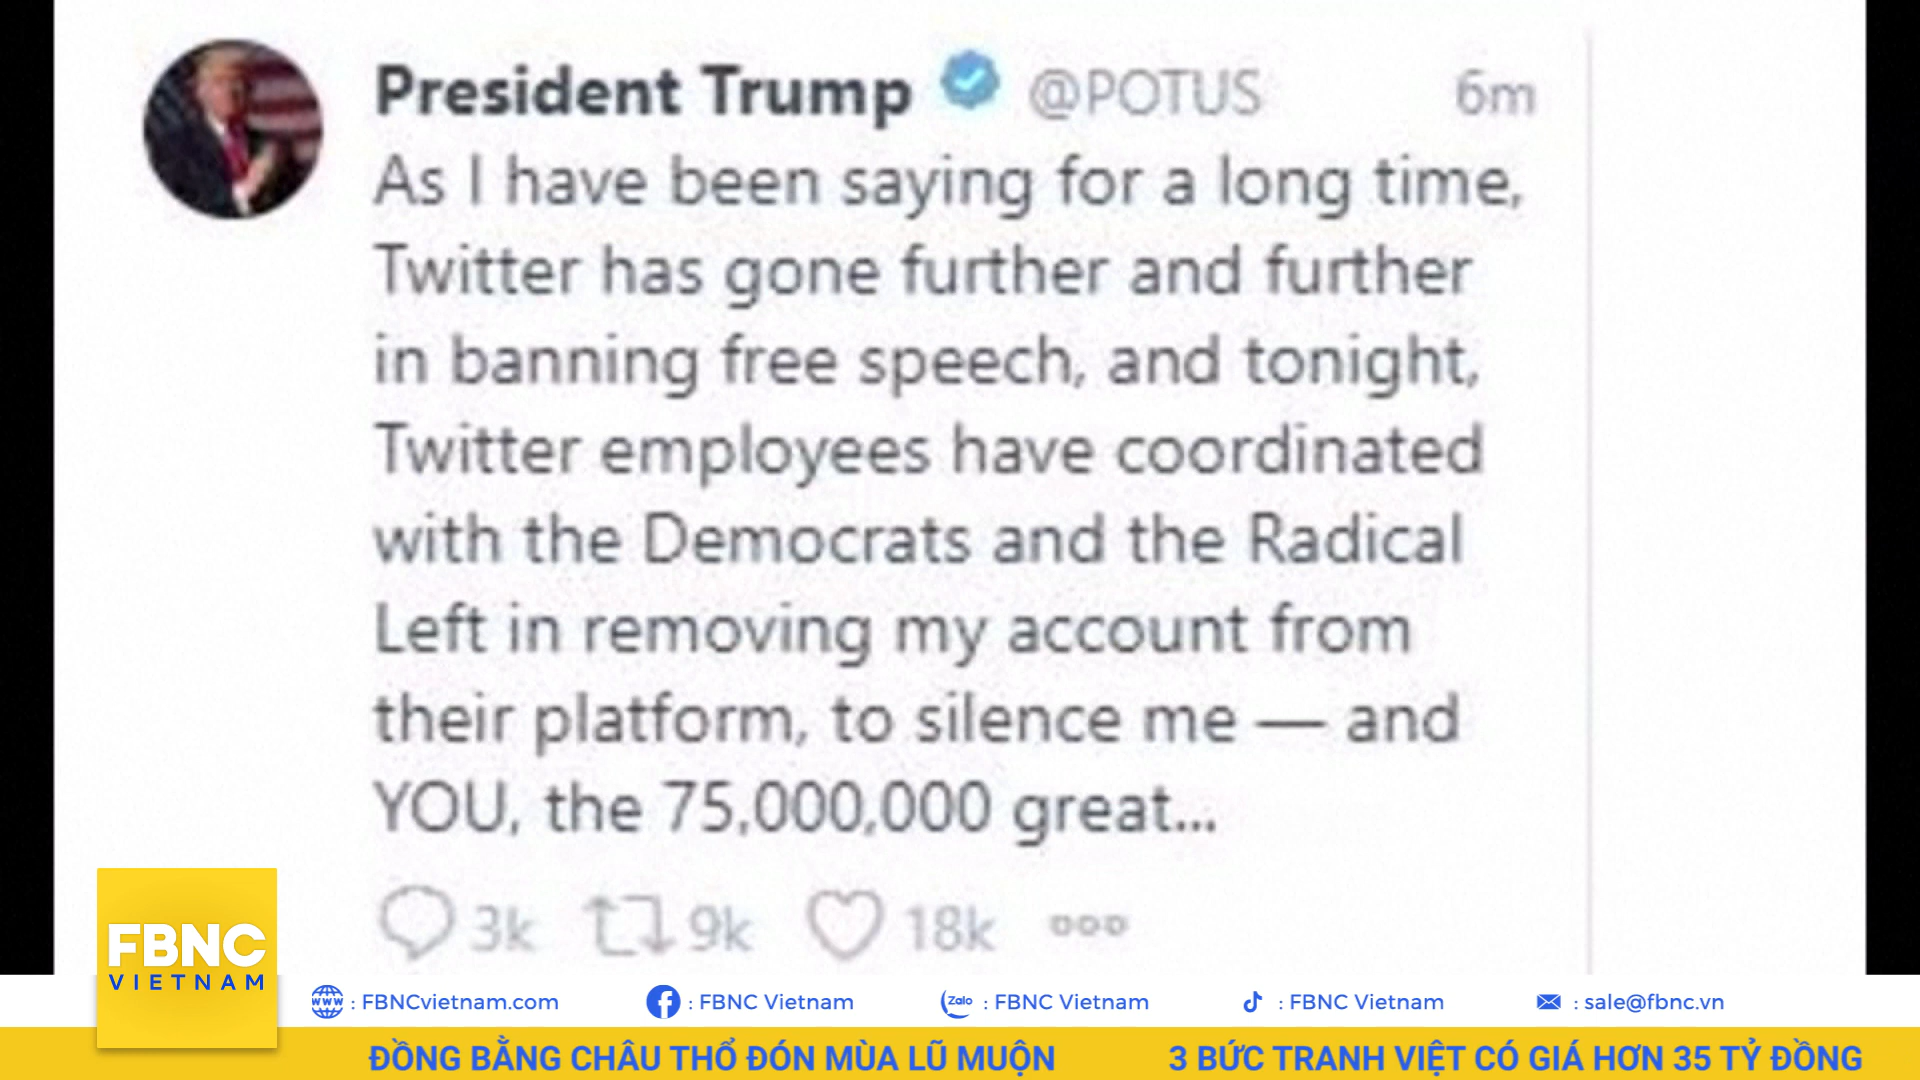 President Trump @POTUS 6m
As I have been saying for a long time,
Twitter has gone further and further
in banning free speech, and tonight,
Twitter employees have coordinated
with the Democrats and the Radical
Left in removing my account from
their platform, to silence me — and
YOU, the 75,000,000 great...
3k 9k 18k
FBNC
VIETNAM
www : FBNCvietnam.com
: FBNC Vietnam
Zalo : FBNC Vietnam
: FBNC Vietnam
: sale@fbnc.vn
ĐỒNG BẰNG CHÂU THỔ ĐÓN MÙA LŨ MUỘN
3 BỨC TRANH VIỆT CÓ GIÁ HƠN 35 TỶ ĐỒNG